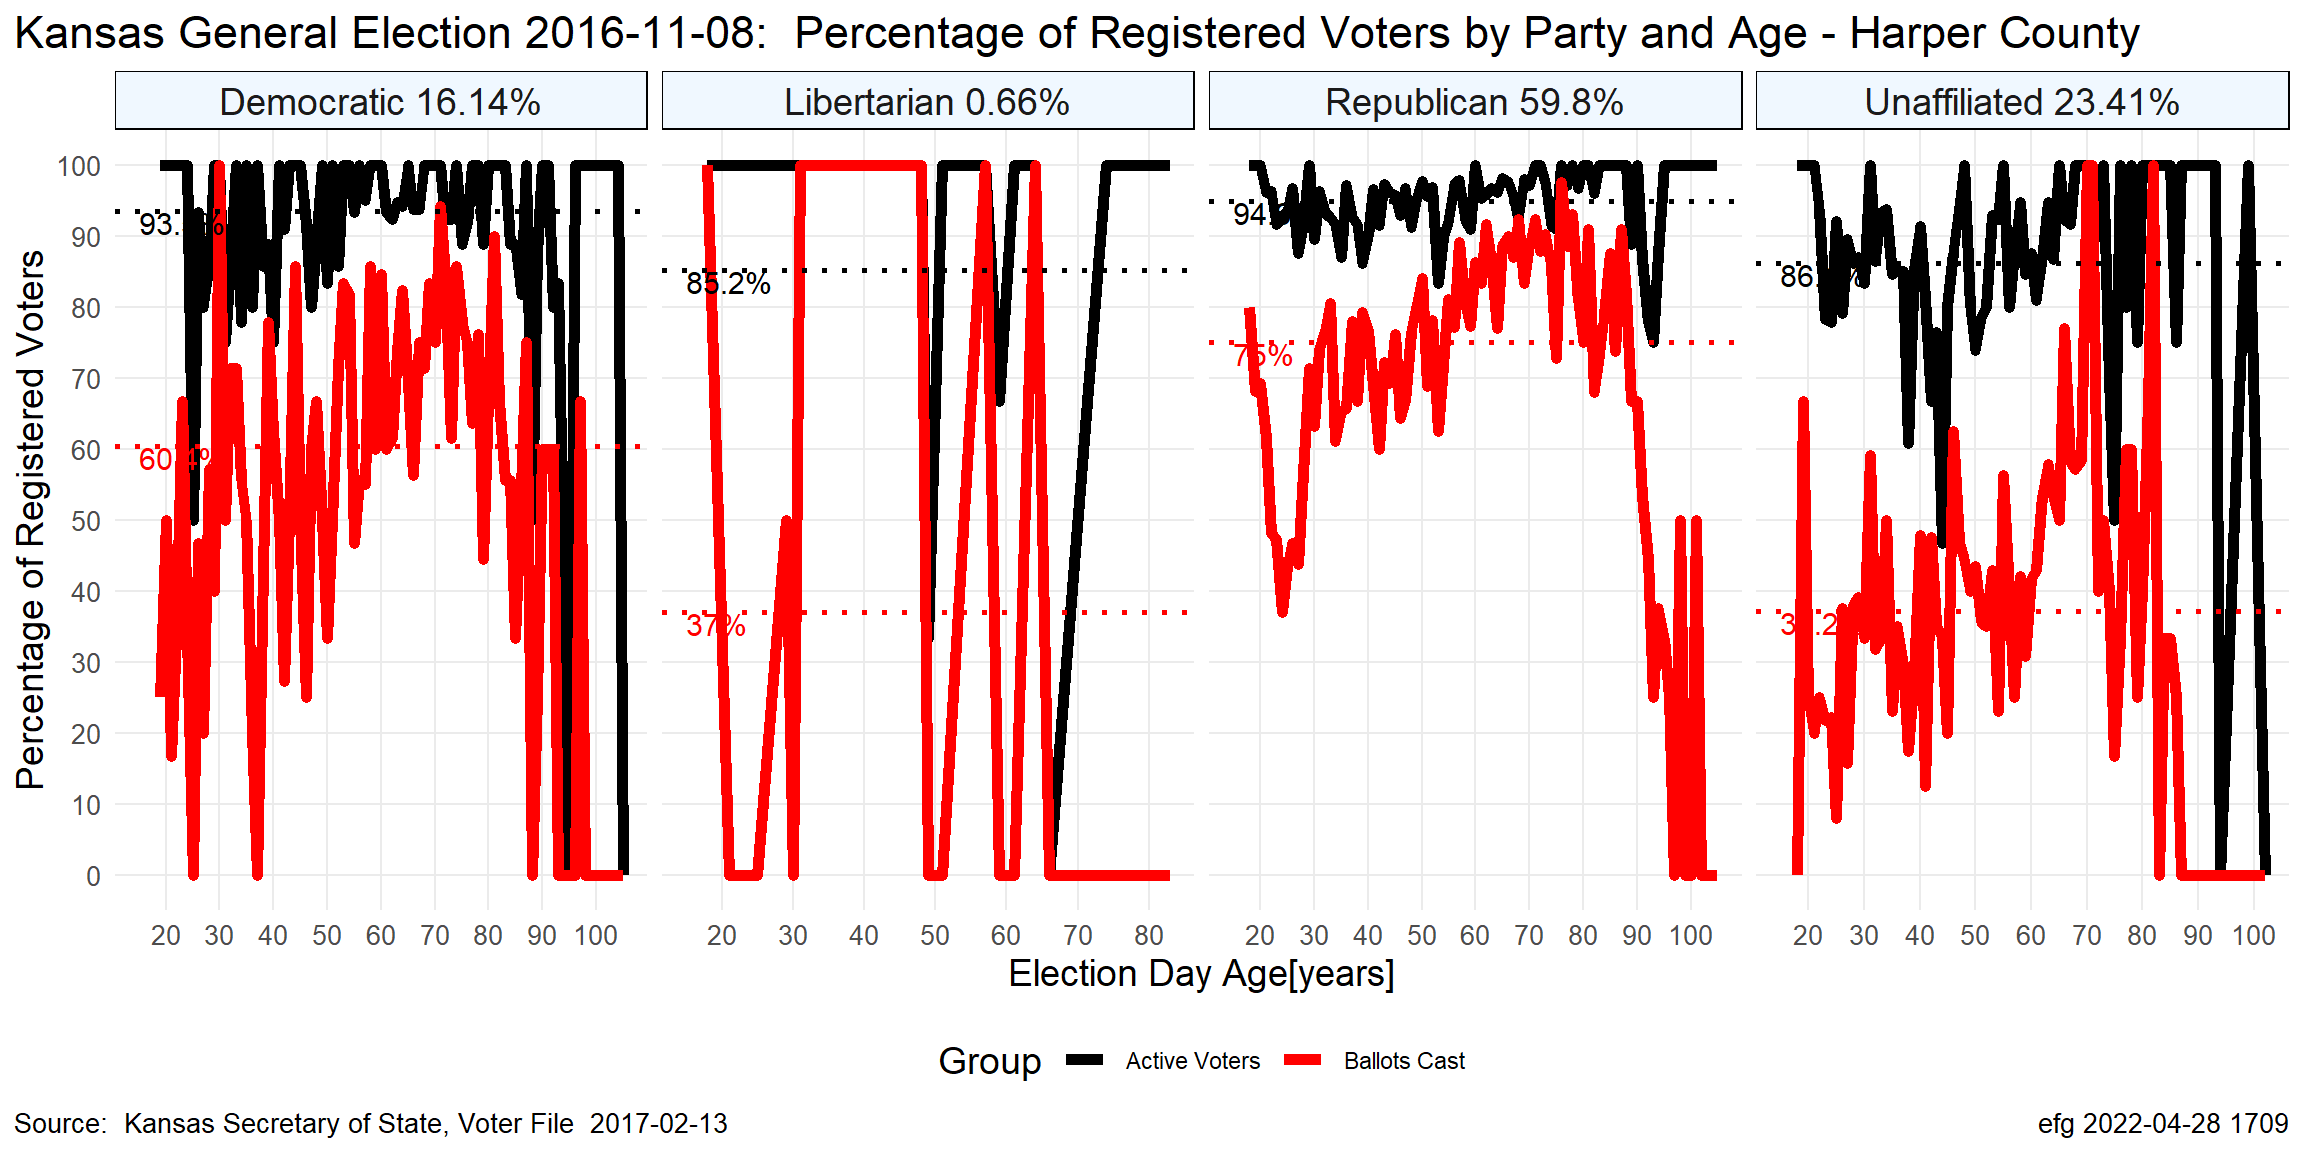 Kansas General Election 2016-11-08:  Percentage of Registered Voters by Party and Age - Harper County
Democratic 16.14%
Libertarian 0.66%
Republican 59.8%
Unaffiliated 23.41%
Percentage of Registered Voters
100
90
80
70
60
50
40
30
20
10
0
85.2%
37%
75%
20 30 40 50 60 70 80 90 100
20 30 40 50 60 70 80
20 30 40 50 60 70 80 90 100
20 30 40 50 60 70 80 90 100
Election Day Age[years]
Group Active Voters Ballots Cast
Source:  Kansas Secretary of State, Voter File  2017-02-13
efg 2022-04-28 1709